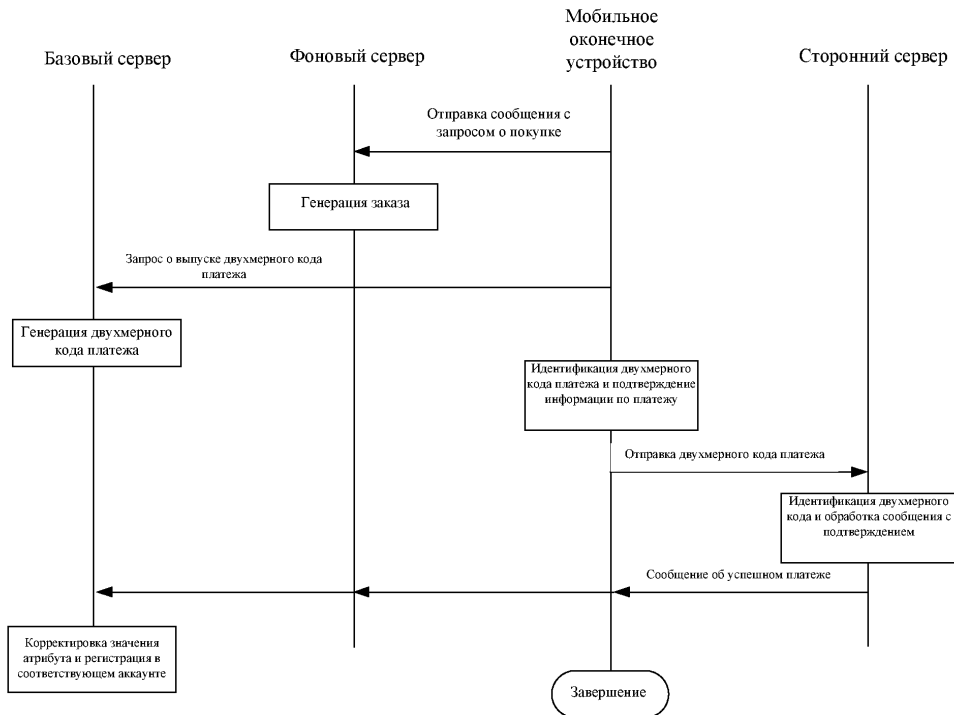 Базовый сервер
Фоновый сервер
Мобильное
оконечное
устройство
Сторонний сервер
Отправка сообщения с
запросом о покупке
Генерация заказа
Запрос о выпуске двухмерного кода
платежа
Генерация двухмерного
кода платежа
Идентификация двухмерного
кода платежа и подтверждение
информации по платежу
Отправка двухмерного кода платежа
Идентификация двухмерного
кода и обработка сообщения с
подтверждением
Сообщение об успешном платеже
Корректировка значения
атрибута и регистрация в
соответствующем аккаунте
Завершение